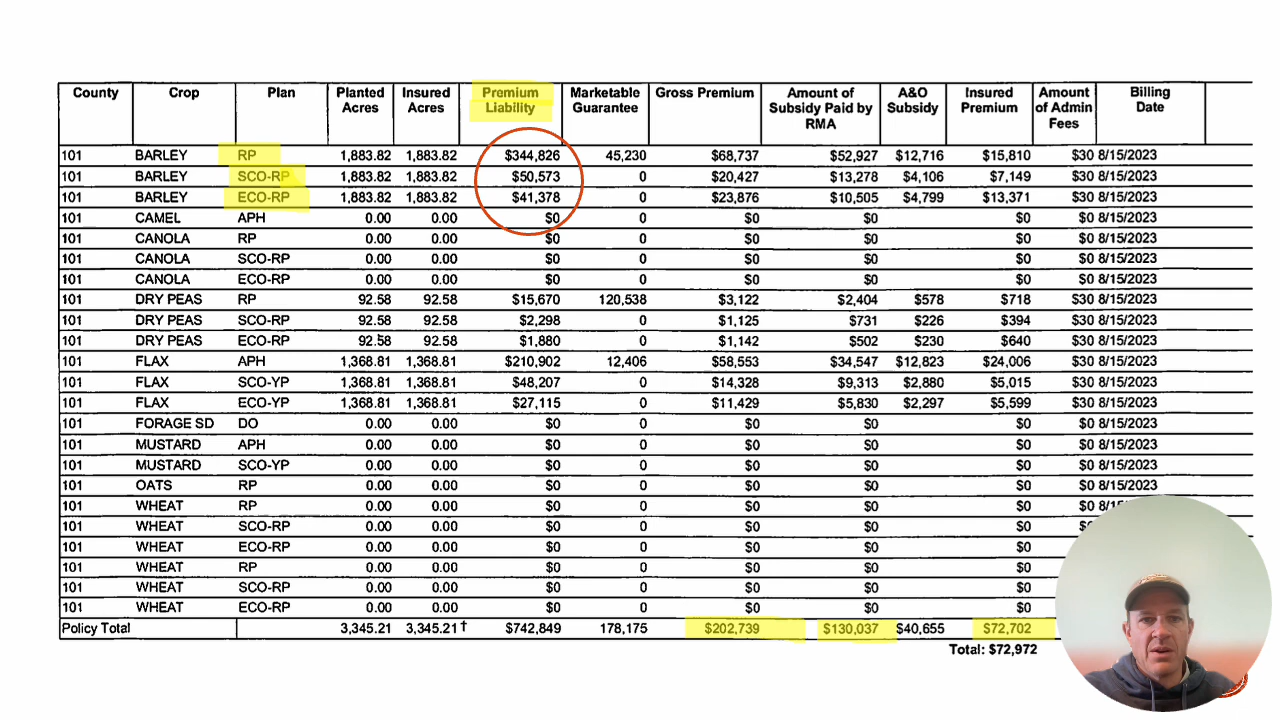 County Crop Plan Planted Acres Insured Acres Premium Liability Marketable Guarantee Gross Premium Amount of Subsidy Paid by RMA A&O Subsidy Insured Premium Amount of Admin Fees Billing Date
101 BARLEY RP 1,883.82 1,883.82 $344,826 45,230 $68,737 $52,927 $12,716 $15,810 $30 8/15/2023
101 BARLEY SCO-RP 1,883.82 1,883.82 $50,573 0 $20,427 $13,278 $4,106 $7,149 $30 8/15/2023
101 BARLEY ECO-RP 1,883.82 1,883.82 $41,378 0 $23,876 $10,505 $4,799 $13,371 $30 8/15/2023
101 CAMEL APH 0.00 0.00 $0 0 $0 $0 $0 $0 8/15/2023
101 CANOLA RP 0.00 0.00 $0 0 $0 $0 $0 $0 8/15/2023
101 CANOLA SCO-RP 0.00 0.00 $0 0 $0 $0 $0 $0 8/15/2023
101 CANOLA ECO-RP 0.00 0.00 $0 0 $0 $0 $0 $0 8/15/2023
101 DRY PEAS RP 92.58 92.58 $15,670 120,538 $3,122 $2,404 $578 $718 $30 8/15/2023
101 DRY PEAS SCO-RP 92.58 92.58 $2,298 0 $1,125 $731 $226 $394 $30 8/15/2023
101 DRY PEAS ECO-RP 92.58 92.58 $1,880 0 $1,142 $502 $230 $640 $30 8/15/2023
101 FLAX APH 1,368.81 1,368.81 $210,902 12,406 $58,553 $34,547 $12,823 $24,006 $30 8/15/2023
101 FLAX SCO-YP 1,368.81 1,368.81 $48,207 0 $14,328 $9,313 $2,880 $5,015 $30 8/15/2023
101 FLAX ECO-YP 1,368.81 1,368.81 $27,115 0 $11,429 $5,830 $2,297 $5,599 $30 8/15/2023
101 FORAGE SD DO 0.00 0.00 $0 0 $0 $0 $0 $0 8/15/2023
101 MUSTARD APH 0.00 0.00 $0 0 $0 $0 $0 $0 8/15/2023
101 MUSTARD SCO-YP 0.00 0.00 $0 0 $0 $0 $0 $0 8/15/2023
101 OATS RP 0.00 0.00 $0 0 $0 $0 $0 $0 8/15/2023
101 WHEAT RP 0.00 0.00 $0 0 $0 $0 $0 $0
101 WHEAT SCO-RP 0.00 0.00 $0 0 $0 $0 $0
101 WHEAT ECO-RP 0.00 0.00 $0 0 $0 $0 $0
101 WHEAT RP 0.00 0.00 $0 0 $0 $0 $0
101 WHEAT SCO-RP 0.00 0.00 $0 0 $0 $0 $0
101 WHEAT ECO-RP 0.00 0.00 $0 0 $0 $0 $0
Policy Total 3,345.21 3,345.21† $742,849 178,175 $202,739 $130,037 $40,655 $72,702
Total: $72,972